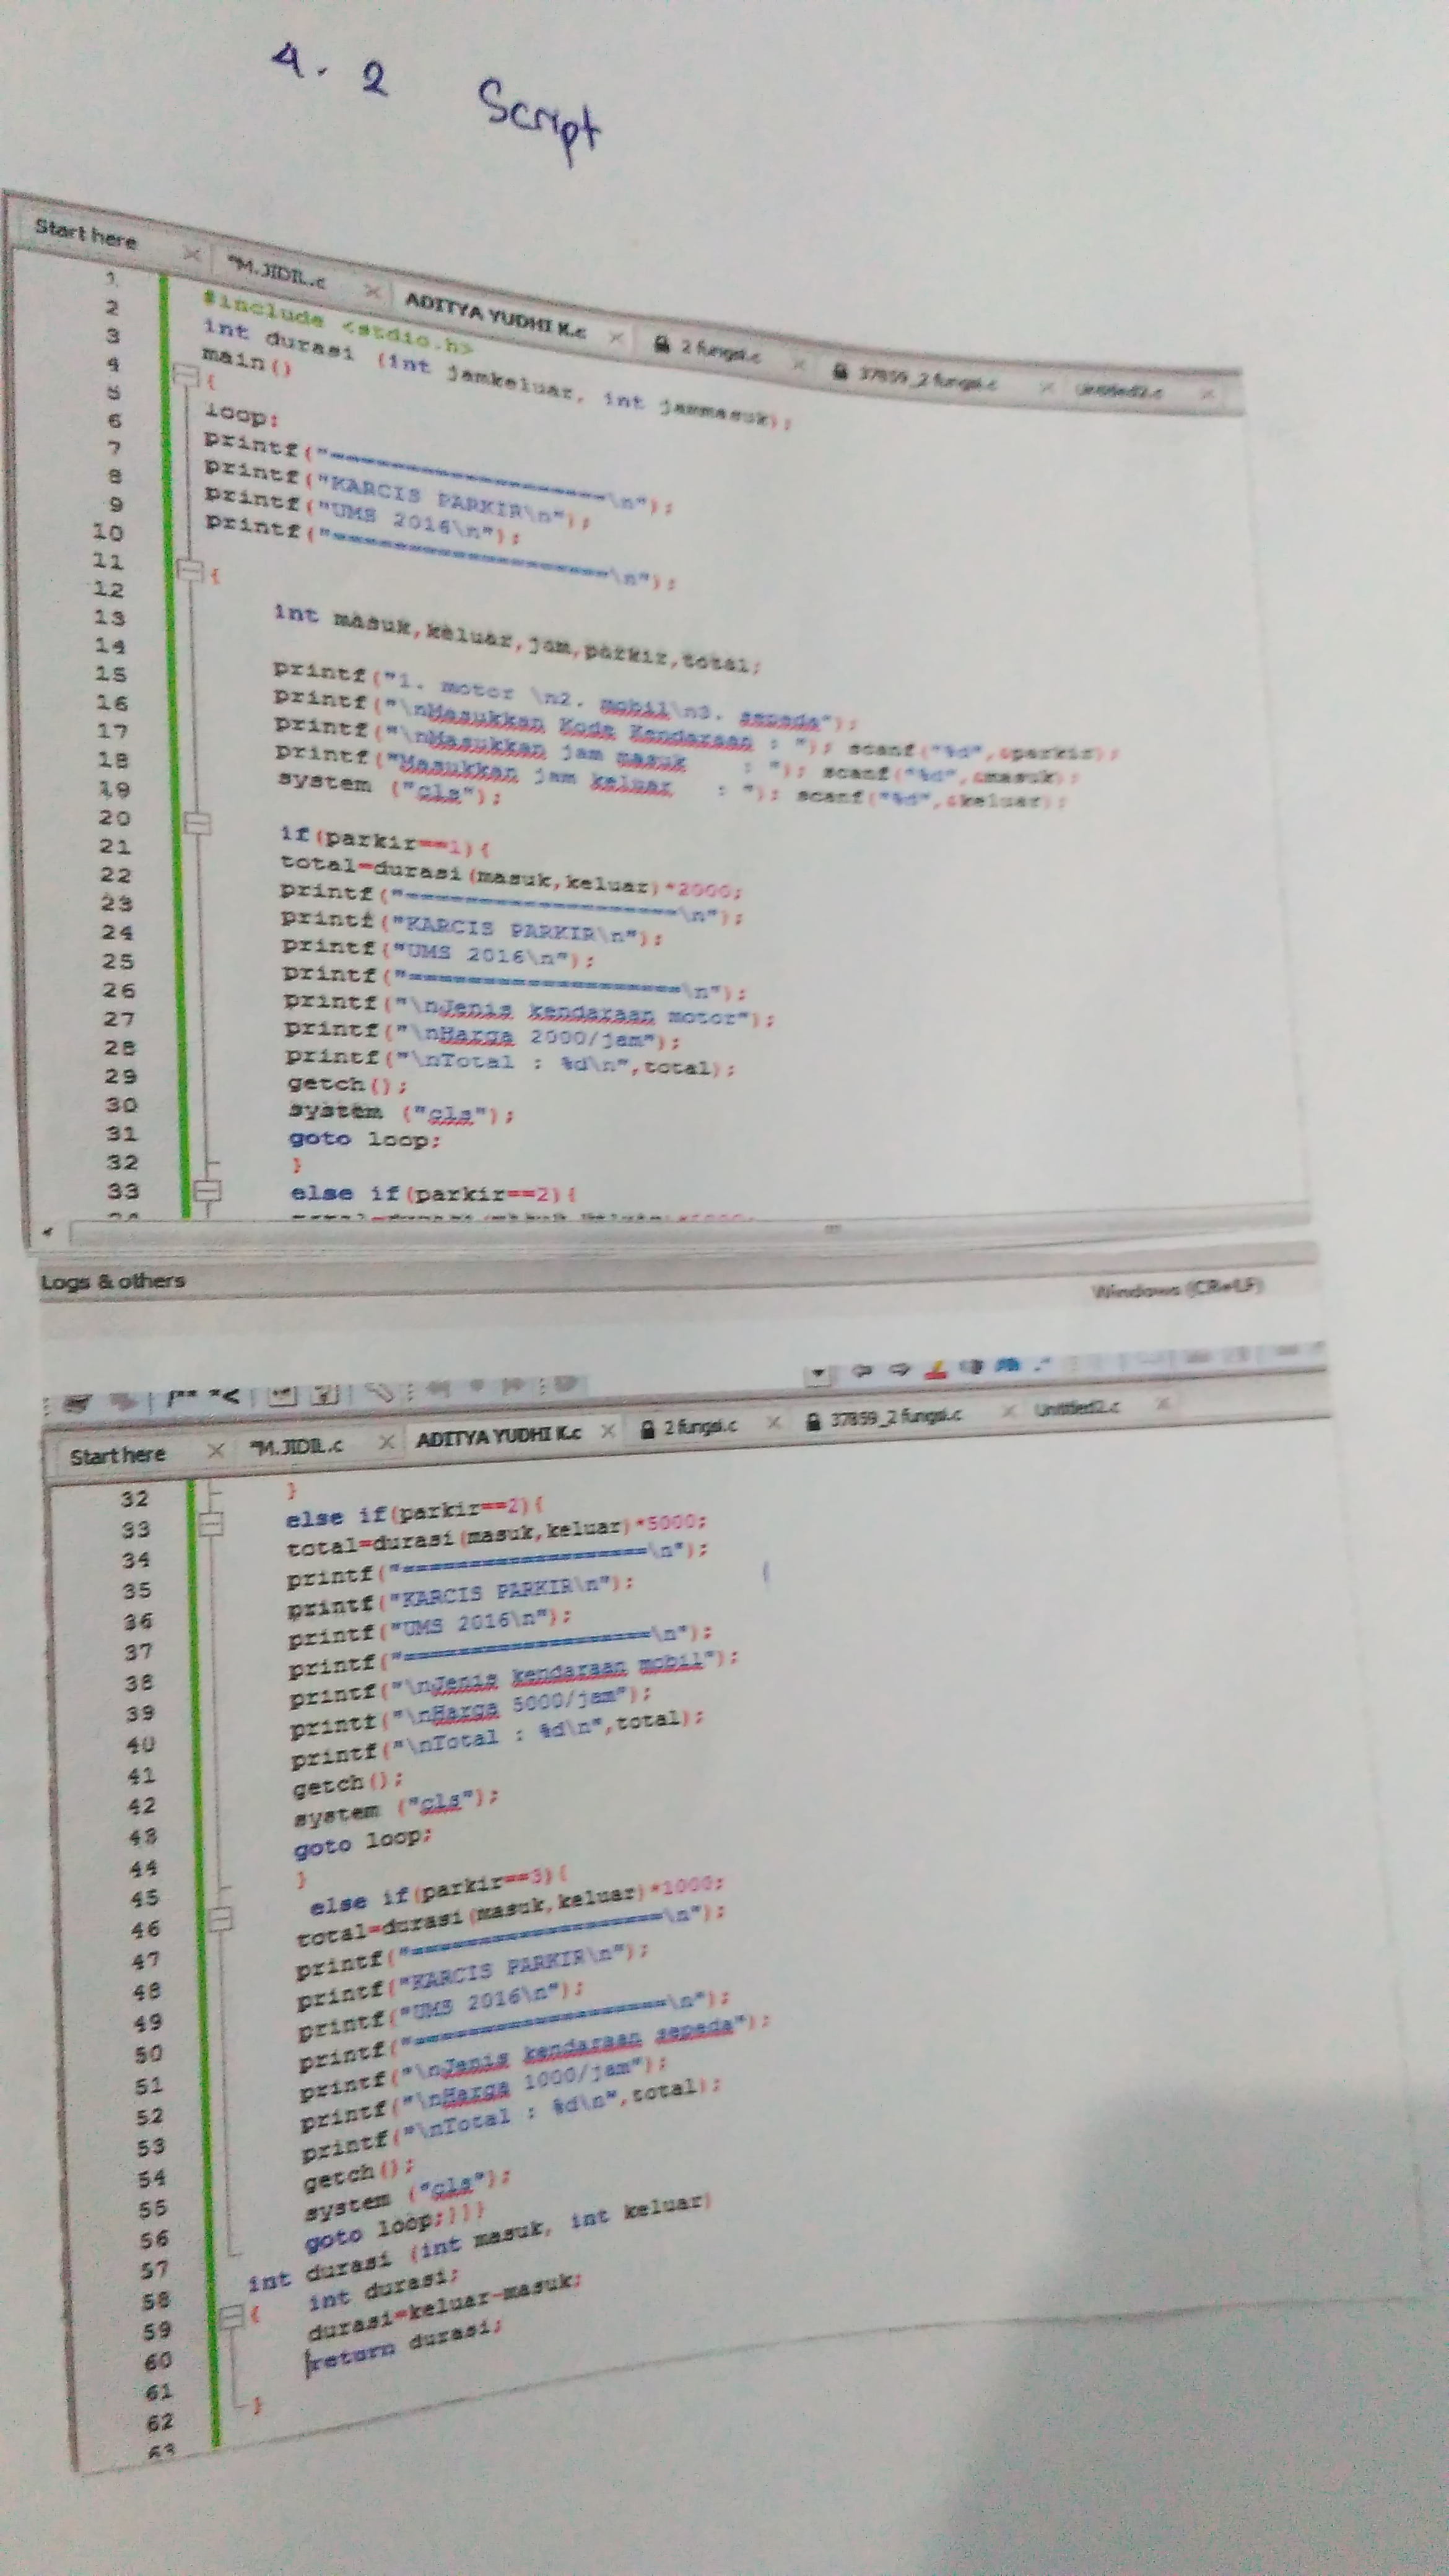 4. 2 Script
Start here *M.JIDIL.c ADITYA YUDHI K.c 2 fungsi.c 37859_2 fungsi.c Untitled2.c
1 #include <stdio.h>
2 int durasi (int jamkeluar, int jammasuk);
3 main()
4 {
5 loop:
6 printf("====================\n");
7 printf("KARCIS PARKIR\n");
8 printf("UMS 2016\n");
9 printf("====================\n");
10
11 {
12
13 int masuk,keluar,jam,parkir,total;
14
15 printf("1. motor \n2. mobil\n3. sepeda");
16 printf("\nMasukkan Kode Kendaraan : "); scanf("%d",&parkir);
17 printf("\nMasukkan jam masuk : "); scanf("%d",&masuk);
18 printf("Masukkan jam keluar : "); scanf("%d",&keluar);
19 system ("cls");
20
21 if(parkir==1){
22 total=durasi(masuk,keluar)*2000;
23 printf("====================\n");
24 printf("KARCIS PARKIR\n");
25 printf("UMS 2016\n");
26 printf("====================\n");
27 printf("\nJenis kendaraan motor");
28 printf("\nHarga 2000/jam");
29 printf("\nTotal : %d\n",total);
30 getch();
31 system ("cls");
32 goto loop;
33 }
else if(parkir==2){
Logs & others
Windows (CR+LF)
Start here *M.JIDIL.c ADITYA YUDHI K.c 2 fungsi.c 37859_2 fungsi.c Untitled2.c
32 }
33 else if(parkir==2){
34 total=durasi(masuk,keluar)*5000;
35 printf("====================\n");
36 printf("KARCIS PARKIR\n");
37 printf("UMS 2016\n");
38 printf("====================\n");
39 printf("\nJenis kendaraan mobil");
40 printf("\nHarga 5000/jam");
41 printf("\nTotal : %d\n",total);
42 getch();
43 system ("cls");
44 goto loop;
45 }
46 else if(parkir==3){
47 total=durasi(masuk,keluar)*1000;
48 printf("====================\n");
49 printf("KARCIS PARKIR\n");
50 printf("UMS 2016\n");
51 printf("====================\n");
52 printf("\nJenis kendaraan sepeda");
53 printf("\nHarga 1000/jam");
54 printf("\nTotal : %d\n",total);
55 getch();
56 system ("cls");
57 goto loop;}}}
58 int durasi (int masuk, int keluar)
59 { int durasi;
60 durasi=keluar-masuk;
61 return durasi;
62
63 }